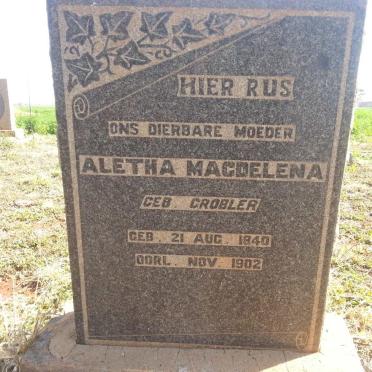 HIER RUS
ONS DIERBARE MOEDER
ALETHA MAGDELENA
GEB. GROBLER
GEB. 21 AUG. 1840
OORL. NOV. 1902